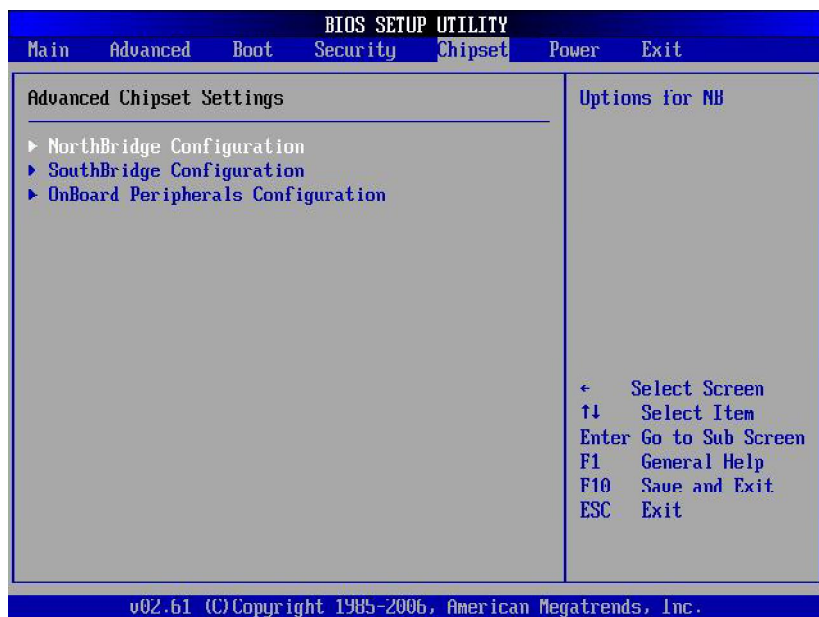 BIOS SETUP UTILITY
Main Advanced Boot Security Chipset Power Exit
Advanced Chipset Settings
▶ NorthBridge Configuration
▶ SouthBridge Configuration
▶ OnBoard Peripherals Configuration
Options for NB
← Select Screen
↑↓ Select Item
Enter Go to Sub Screen
F1 General Help
F10 Save and Exit
ESC Exit
v02.61 (C)Copyright 1985-2006, American Megatrends, Inc.